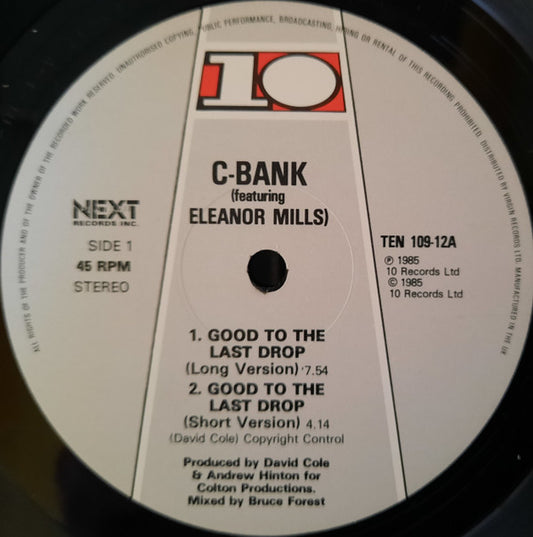 ALL RIGHTS OF THE PRODUCER AND OF THE OWNER OF THE RECORDED WORK RESERVED. UNAUTHORISED COPYING, PUBLIC PERFORMANCE, BROADCASTING, HIRING OR RENTAL OF THIS RECORDING PROHIBITED. DISTRIBUTED BY VIRGIN RECORDS LTD. MANUFACTURED IN THE UK
10
C-BANK
(featuring
ELEANOR MILLS)
NEXT
RECORDS INC.
SIDE 1
45 RPM
STEREO
TEN 109-12A
℗ 1985
10 Records Ltd
© 1985
10 Records Ltd
1. GOOD TO THE
LAST DROP
(Long Version) 7.54
2. GOOD TO THE
LAST DROP
(Short Version) 4.14
(David Cole) Copyright Control
Produced by David Cole
& Andrew Hinton for
Colton Productions.
Mixed by Bruce Forest